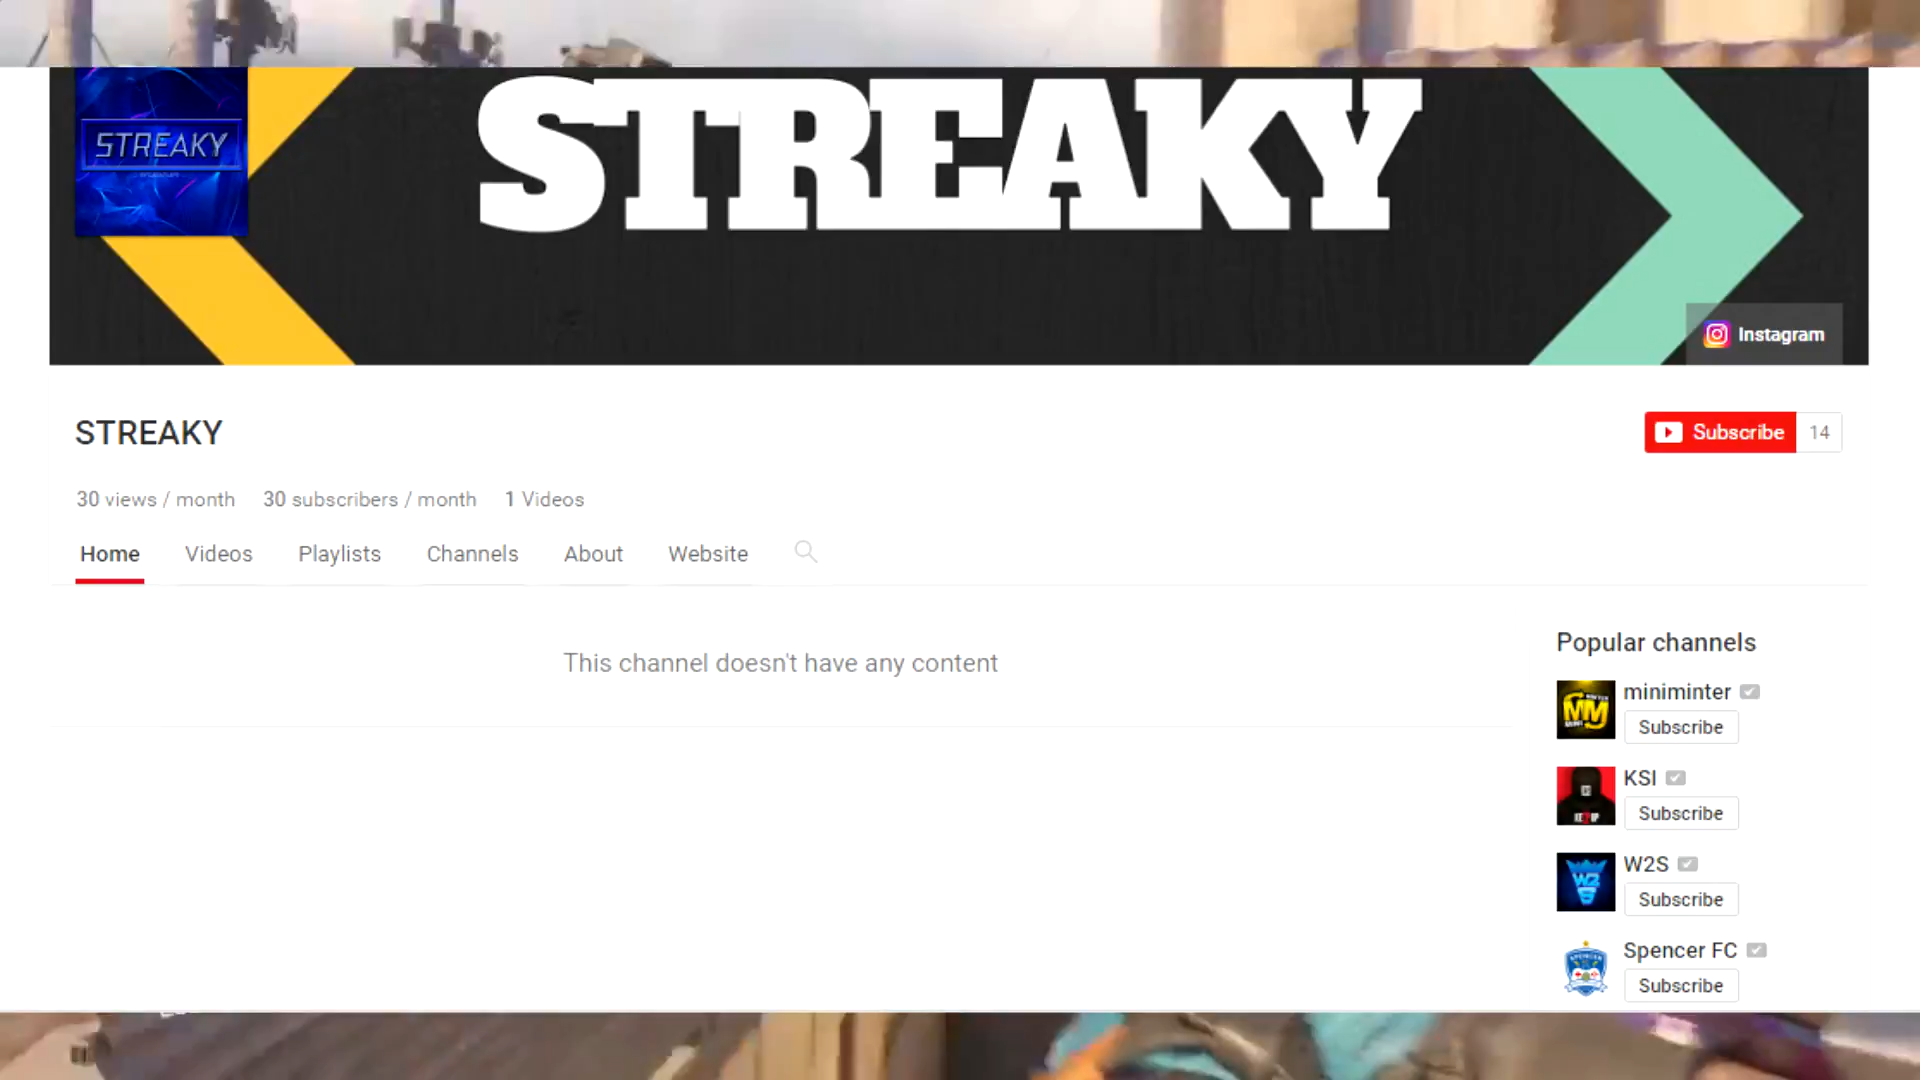 STREAKY
STREAKY
Instagram
STREAKY
Subscribe 14
30 views / month 30 subscribers / month 1 Videos
Home Videos Playlists Channels About Website
This channel doesn't have any content
Popular channels
miniminter
Subscribe
KSI
Subscribe
W2S
W2S
Subscribe
Spencer FC
Subscribe